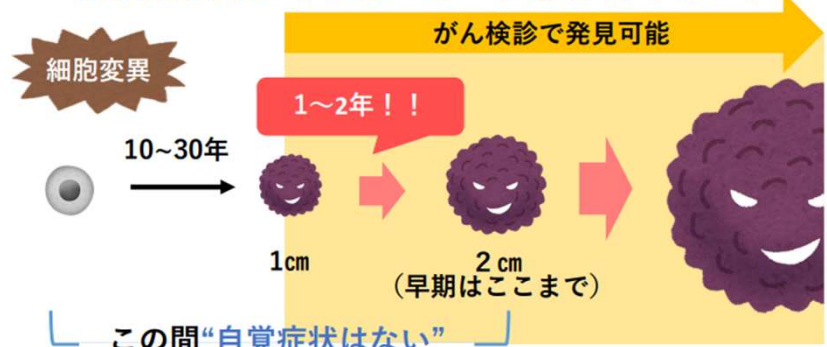 がん検診で発見可能
細胞変異
1～2年！！
10~30年
1㎝
2㎝
（早期はここまで）
この間“自覚症状はない”